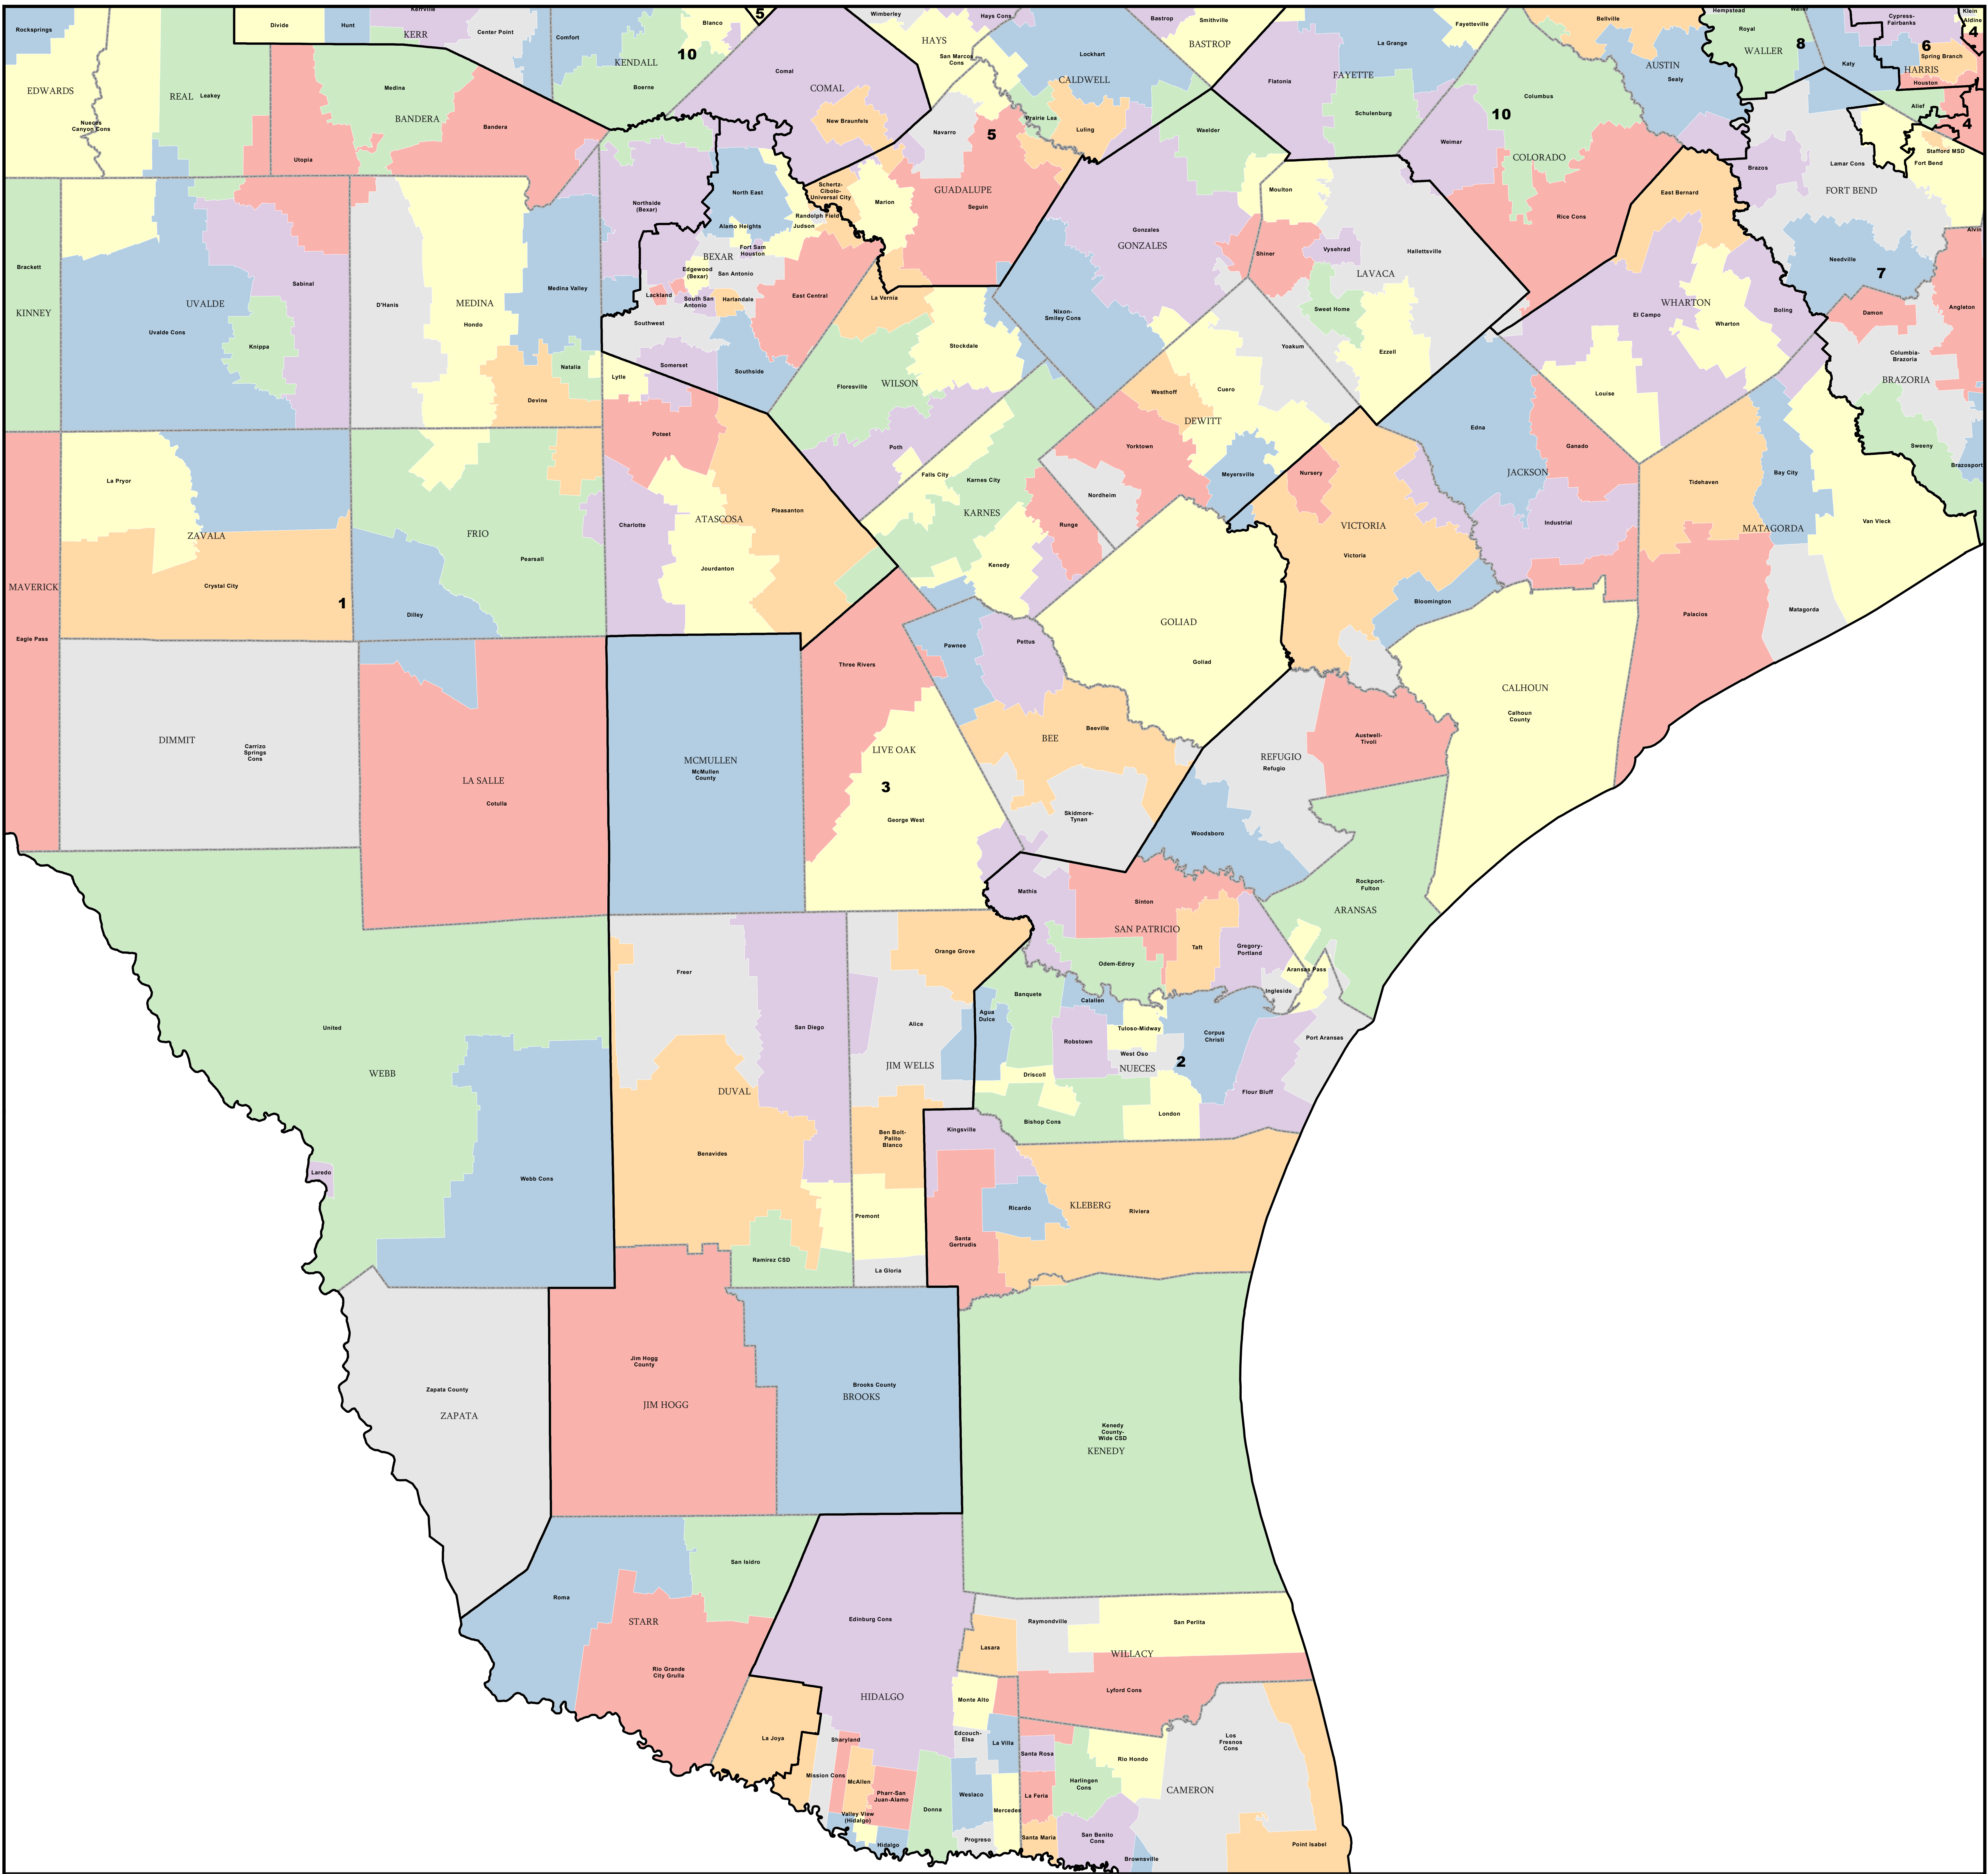 Rocksprings
EDWARDS
Nueces
Canyon Cons
REAL
Leakey
Divide
Hunt
Kerrville
KERR
Center Point
Medina
BANDERA
Bandera
Utopia
Comfort
KENDALL
10
Boerne
Blanco
5
Comal
COMAL
New Braunfels
Wimberley
Hays Cons
HAYS
San Marcos
Cons
Navarro
5
Lockhart
CALDWELL
Prairie Lea
Luling
Bastrop
Smithville
BASTROP
Flatonia
La Grange
FAYETTE
Schulenburg
Fayetteville
Weimar
10
Columbus
COLORADO
Rice Cons
Bellville
AUSTIN
Sealy
Hempstead
Royal
WALLER
Waller
8
Katy
Cypress-
Fairbanks
6
Spring Branch
HARRIS
Houston
Alief
Klein
Aldine
4
4
Stafford MSD
Fort Bend
Lamar Cons
FORT BEND
Brazos
Needville
7
Alvin
Angleton
Damon
Columbia-
Brazoria
BRAZORIA
Sweeny
Brazosport
East Bernard
WHARTON
El Campo
Wharton
Boling
Louise
Brackett
KINNEY
UVALDE
Uvalde Cons
Sabinal
Knippa
D'Hanis
MEDINA
Hondo
Medina Valley
Natalia
Devine
Lytle
Northside
(Bexar)
North East
Alamo Heights
Fort Sam
Houston
BEXAR
Edgewood
(Bexar)
San Antonio
Lackland
South San
Antonio
Harlandale
Southwest
Somerset
Southside
East Central
Schertz-
Cibolo-
Universal City
Randolph Field
Judson
Marion
GUADALUPE
Seguin
La Vernia
Stockdale
Floresville
WILSON
Poth
Nixon-
Smiley Cons
Gonzales
GONZALES
Waelder
Moulton
Shiner
Vysehrad
Hallettsville
LAVACA
Sweet Home
Ezzell
Yoakum
Cuero
Westhoff
DEWITT
Yorktown
Meyersville
Nordheim
Falls City
Karnes City
KARNES
Runge
Kenedy
Nursery
VICTORIA
Victoria
Bloomington
Edna
JACKSON
Ganado
Industrial
Tidehaven
Bay City
MATAGORDA
Van Vleck
Palacios
Matagorda
MAVERICK
Eagle Pass
La Pryor
ZAVALA
Crystal City
1
FRIO
Pearsall
Dilley
Poteet
Charlotte
ATASCOSA
Jourdanton
Pleasanton
GOLIAD
Goliad
Pawnee
Pettus
Beeville
BEE
Skidmore-
Tynan
DIMMIT
Carrizo
Springs
Cons
LA SALLE
Cotulla
MCMULLEN
McMullen
County
Three Rivers
LIVE OAK
3
George West
CALHOUN
Calhoun
County
REFUGIO
Refugio
Austwell-
Tivoli
Woodsboro
Rockport-
Fulton
ARANSAS
Mathis
Sinton
SAN PATRICIO
Taft
Gregory-
Portland
Odem-Edroy
Aransas Pass
Ingleside
Port Aransas
Freer
San Diego
DUVAL
Benavides
Ramirez CSD
Orange Grove
Alice
JIM WELLS
Ben Bolt-
Palito
Blanco
Premont
La Gloria
Agua
Dulce
Banquete
Calallen
Tuloso-Midway
Robstown
West Oso
NUECES
Corpus
Christi
2
Driscoll
Flour Bluff
Bishop Cons
London
Kingsville
Ricardo
KLEBERG
Riviera
Santa
Gertrudis
United
WEBB
Webb Cons
Laredo
Zapata County
ZAPATA
Jim Hogg
County
JIM HOGG
Brooks County
BROOKS
Kenedy
County-
Wide CSD
KENEDY
Roma
San Isidro
STARR
Rio Grande
City Grulla
Edinburg Cons
HIDALGO
La Joya
Mission Cons
Sharyland
McAllen
Pharr-San
Juan-Alamo
Valley View
(Hidalgo)
Hidalgo
Donna
Monte Alto
Edcouch-
Elsa
La Villa
Weslaco
Mercedes
Progreso
Lasara
Raymondville
San Perlita
WILLACY
Lyford Cons
Santa Rosa
La Feria
Santa Maria
Harlingen
Cons
Rio Hondo
Los
Fresnos
Cons
CAMERON
San Benito
Cons
Brownsville
Point Isabel